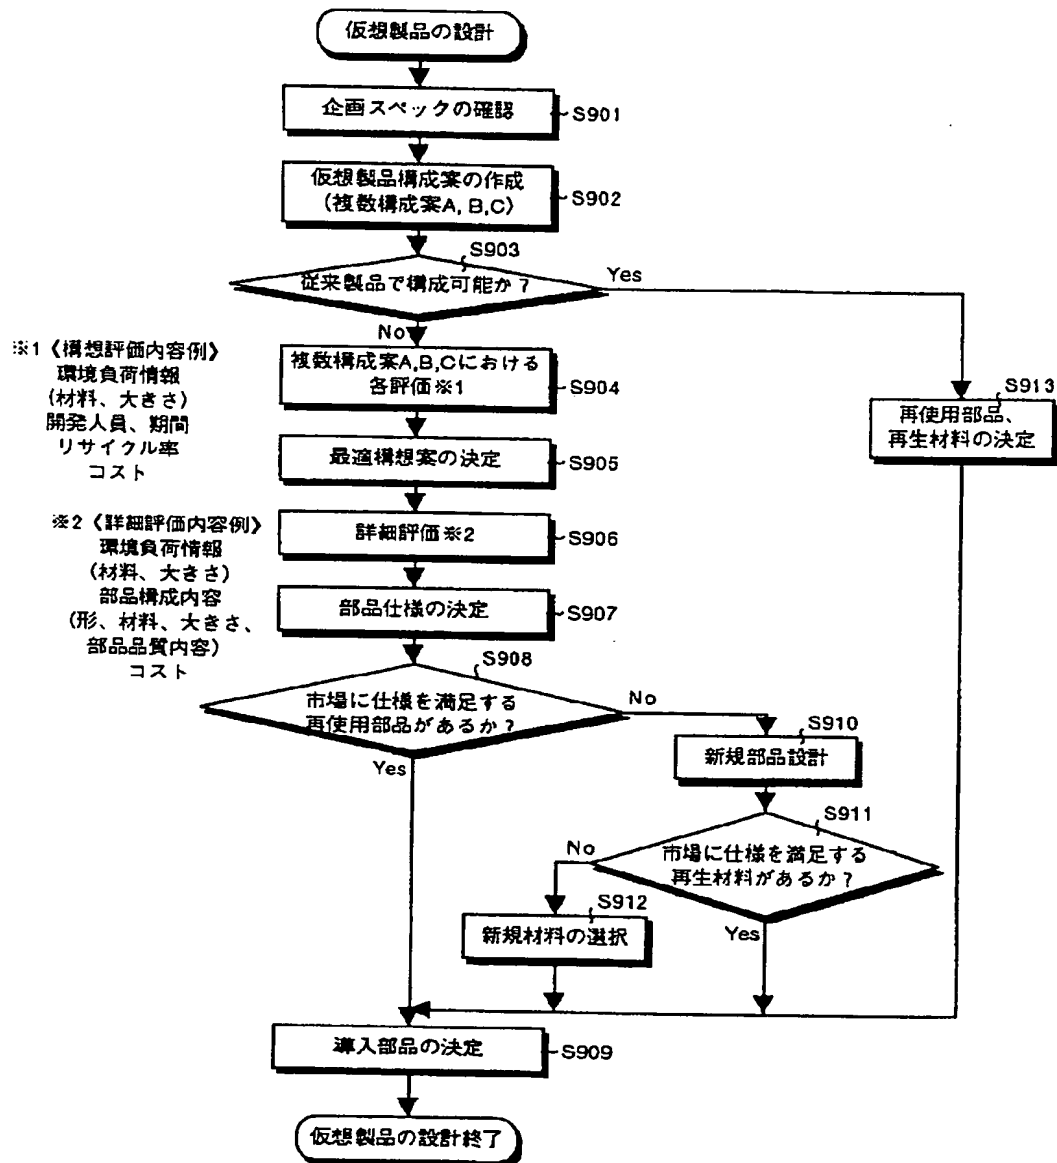 仮想製品の設計
企画スペックの確認
S901
仮想製品構成案の作成
(複数構成案A, B,C)
S902
S903
従来製品で構成可能か?
Yes
No
※1《構想評価内容例》
環境負荷情報
(材料、大きさ)
開発人員、期間
リサイクル率
コスト
複数構成案A,B,Cにおける
各評価※1
S904
S913
再使用部品、
再生材料の決定
最適構想案の決定
S905
※2《詳細評価内容例》
環境負荷情報
(材料、大きさ)
部品構成内容
(形、材料、大きさ、
部品品質内容)
コスト
詳細評価※2
S906
部品仕様の決定
S907
S908
市場に仕様を満足する
再使用部品があるか?
No
Yes
S910
新規部品設計
S911
市場に仕様を満足する
再生材料があるか?
No
Yes
S912
新規材料の選択
導入部品の決定
S909
仮想製品の設計終了